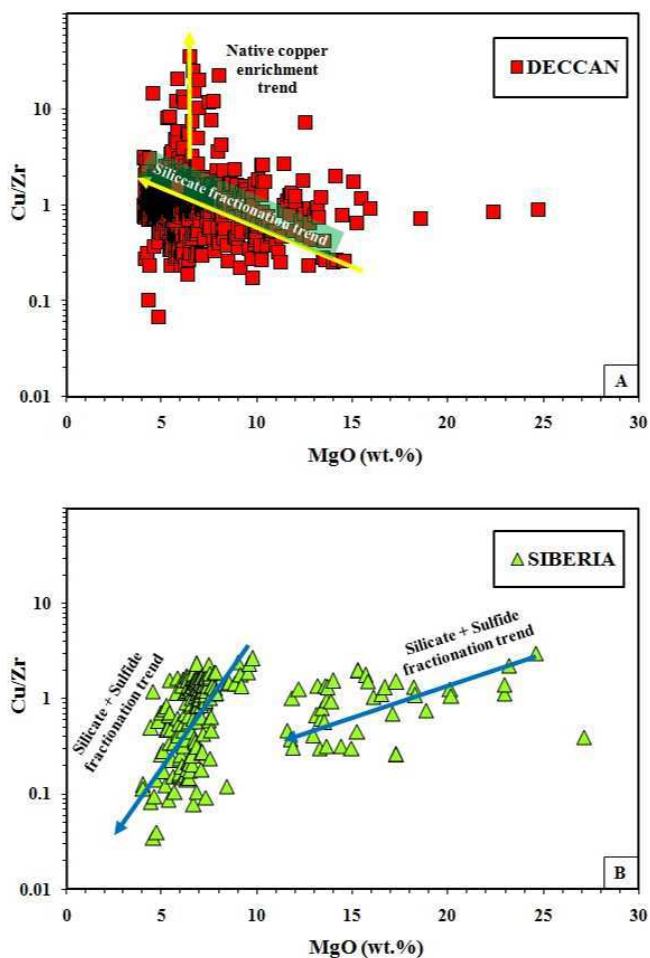 10
1
0.1
0.01
Cu/Zr
Native copper
enrichment
trend
DECCAN
Siliccate fractionation trend
A
0 5 10 15 20 25 30
MgO (wt.%)
10
1
0.1
0.01
Cu/Zr
Silicate + Sulfide
fractionation trend
Silicate + Sulfide
fractionation trend
SIBERIA
B
0 5 10 15 20 25 30
MgO (wt.%)